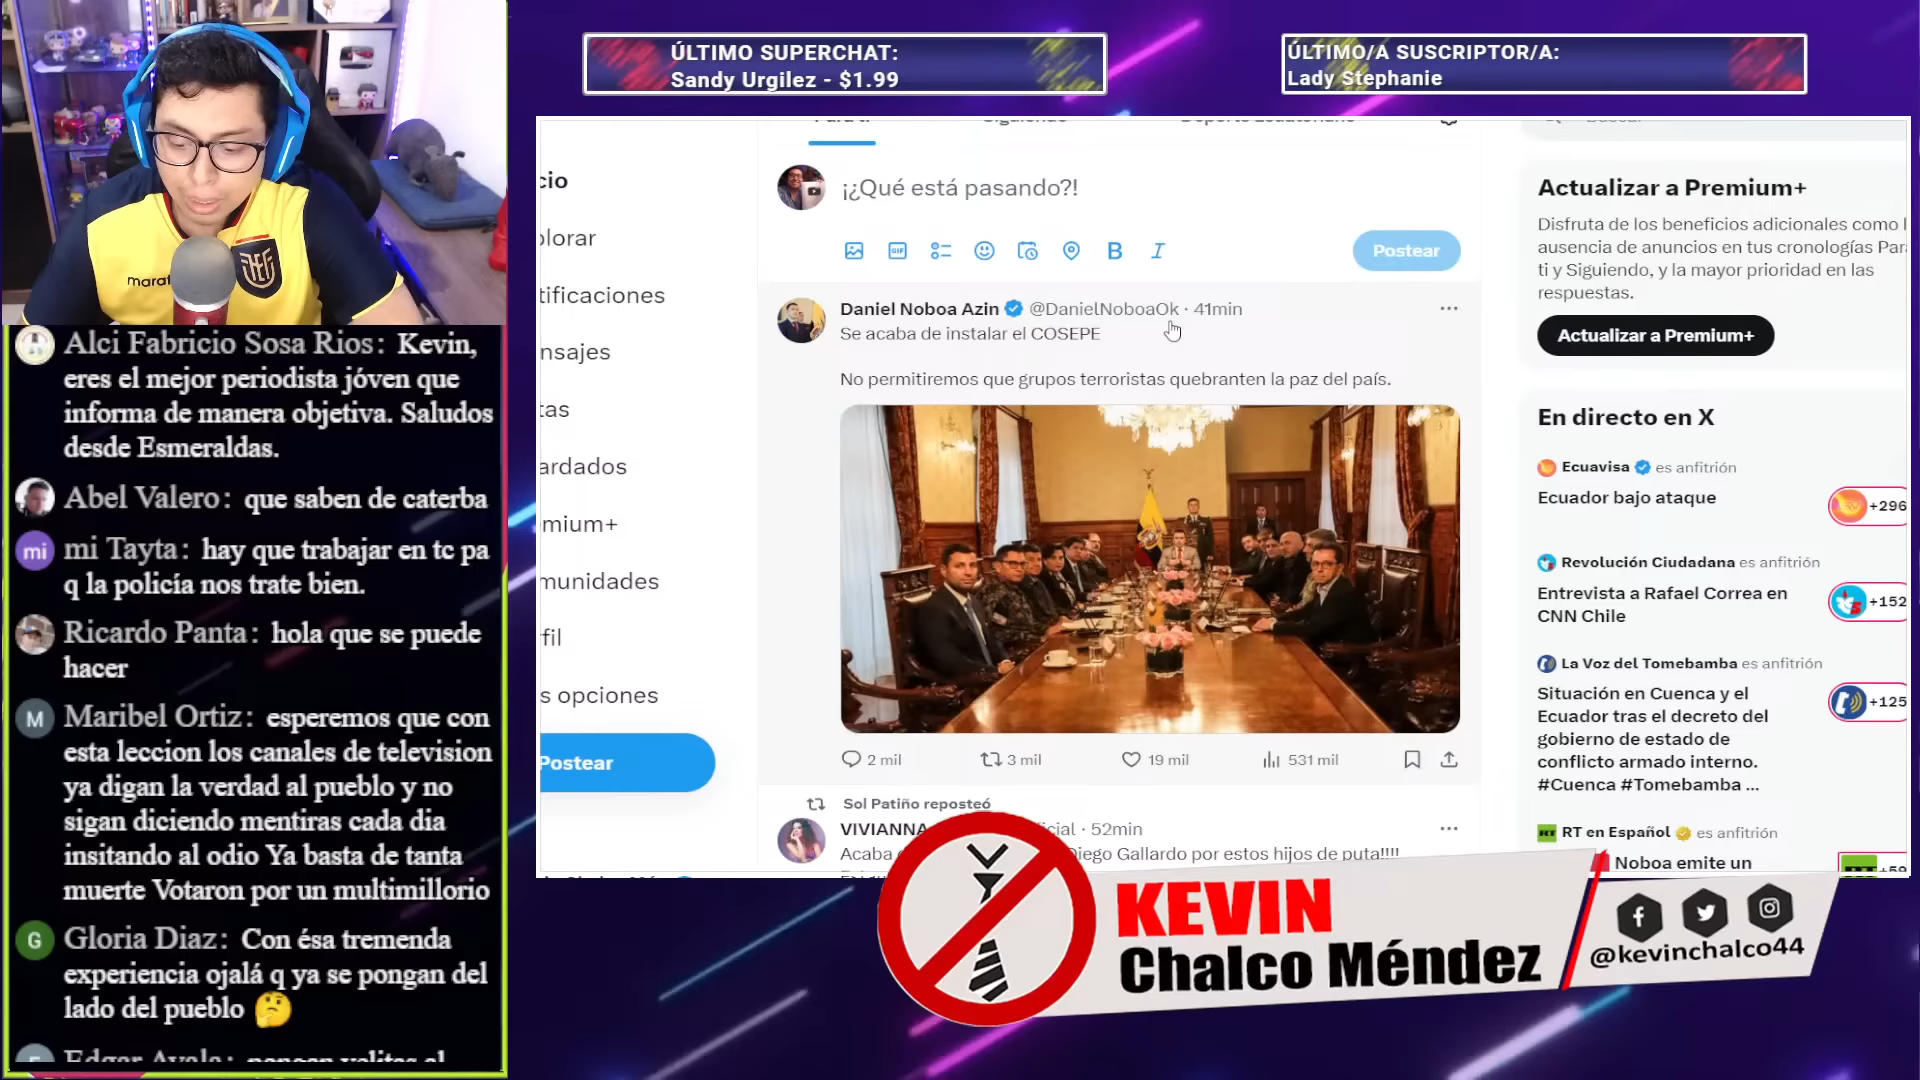 ÚLTIMO SUPERCHAT:
Sandy Urgilez - $1.99
ÚLTIMO/A SUSCRIPTOR/A:
Lady Stephanie
marat
Alci Fabricio Sosa Rios: Kevin,
eres el mejor periodista jóven que
informa de manera objetiva. Saludos
desde Esmeraldas.
Abel Valero: que saben de caterba
mi
mi Tayta: hay que trabajar en tc pa
q la policía nos trate bien.
Ricardo Panta: hola que se puede
hacer
M
Maribel Ortiz: esperemos que con
esta leccion los canales de television
ya digan la verdad al pueblo y no
sigan diciendo mentiras cada dia
insitando al odio Ya basta de tanta
muerte Votaron por un multimillorio
G
Gloria Diaz: Con ésa tremenda
experiencia ojalá q ya se pongan del
lado del pueblo
Edgar Ayala:
cio
plorar
tificaciones
nsajes
tas
ardados
mium+
munidades
fil
s opciones
Postear
¡¿Qué está pasando?!
GIF
B
I
Postear
Daniel Noboa Azin @DanielNoboaOk · 41min
Se acaba de instalar el COSEPE
No permitiremos que grupos terroristas quebranten la paz del país.
2 mil
3 mil
19 mil
531 mil
Sol Patiño reposteó
VIVIANNA
cial · 52min
Acaba
Diego Gallardo por estos hijos de puta!!!!
Actualizar a Premium+
Disfruta de los beneficios adicionales como l
ausencia de anuncios en tus cronologías Par
ti y Siguiendo, y la mayor prioridad en las
respuestas.
Actualizar a Premium+
En directo en X
Ecuavisa es anfitrión
Ecuador bajo ataque
+296
Revolución Ciudadana es anfitrión
Entrevista a Rafael Correa en
CNN Chile
+152
La Voz del Tomebamba es anfitrión
Situación en Cuenca y el
Ecuador tras el decreto del
gobierno de estado de
conflicto armado interno.
#Cuenca #Tomebamba ...
+125
RT en Español es anfitrión
Noboa emite un
KEVIN
Chalco Méndez
@kevinchalco44